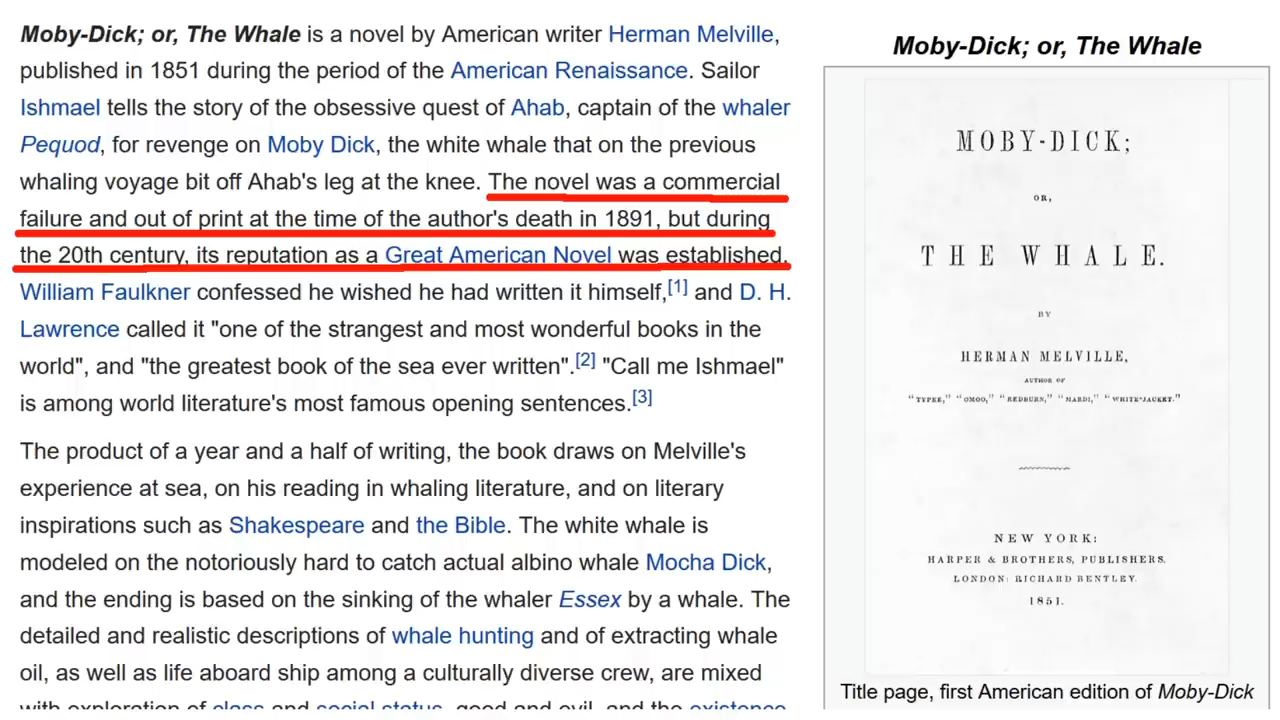 Moby-Dick; or, The Whale is a novel by American writer Herman Melville,
published in 1851 during the period of the American Renaissance. Sailor
Ishmael tells the story of the obsessive quest of Ahab, captain of the whaler
Pequod, for revenge on Moby Dick, the white whale that on the previous
whaling voyage bit off Ahab's leg at the knee. The novel was a commercial
failure and out of print at the time of the author's death in 1891, but during
the 20th century, its reputation as a Great American Novel was established.
William Faulkner confessed he wished he had written it himself,[1] and D. H.
Lawrence called it "one of the strangest and most wonderful books in the
world", and "the greatest book of the sea ever written".[2] "Call me Ishmael"
is among world literature's most famous opening sentences.[3]
The product of a year and a half of writing, the book draws on Melville's
experience at sea, on his reading in whaling literature, and on literary
inspirations such as Shakespeare and the Bible. The white whale is
modeled on the notoriously hard to catch actual albino whale Mocha Dick,
and the ending is based on the sinking of the whaler Essex by a whale. The
detailed and realistic descriptions of whale hunting and of extracting whale
oil, as well as life aboard ship among a culturally diverse crew, are mixed
with exploration of class and social status, good and evil, and the existence
Moby-Dick; or, The Whale
MOBY-DICK;
OR,
THE WHALE.
BY
HERMAN MELVILLE,
AUTHOR OF
"TYPEE," "OMOO," "REDBURN," "MARDI," "WHITE-JACKET."
NEW YORK:
HARPER & BROTHERS, PUBLISHERS.
LONDON: RICHARD BENTLEY.
1851.
Title page, first American edition of Moby-Dick